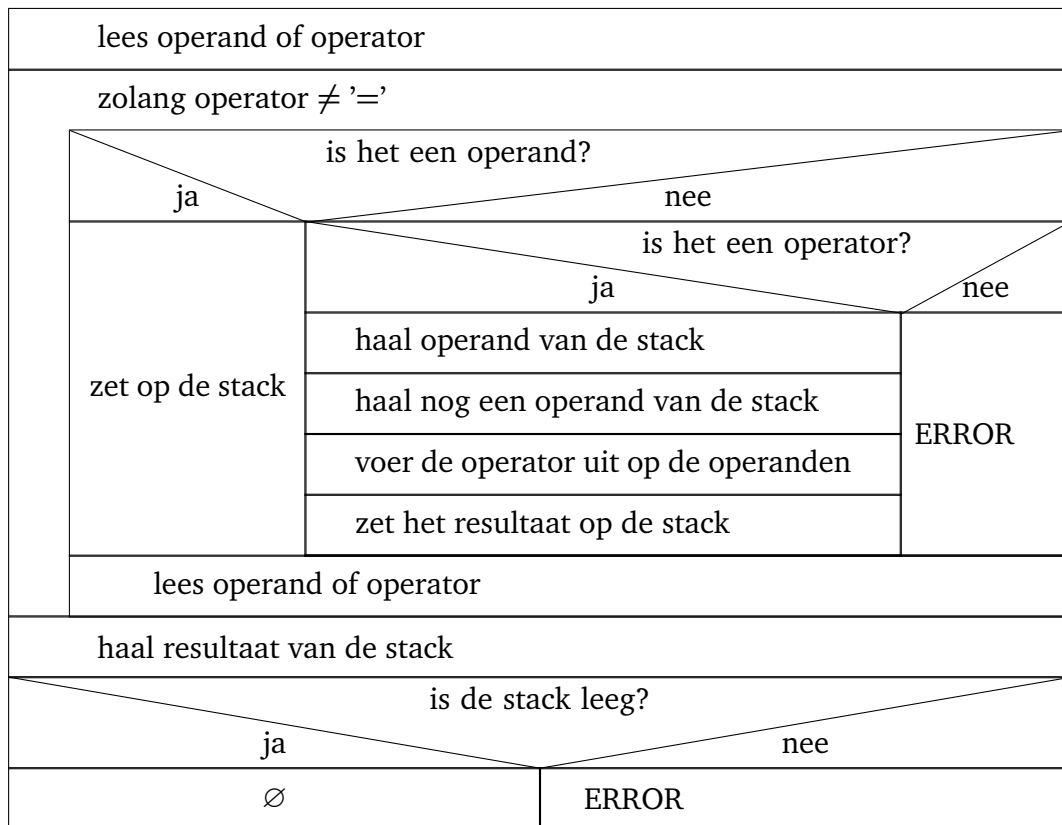 lees operand of operator
zolang operator ≠ ’=’
is het een operand?
ja
nee
is het een operator?
ja
nee
zet op de stack
haal operand van de stack
haal nog een operand van de stack
voer de operator uit op de operanden
zet het resultaat op de stack
ERROR
lees operand of operator
haal resultaat van de stack
is de stack leeg?
ja
nee
∅
ERROR